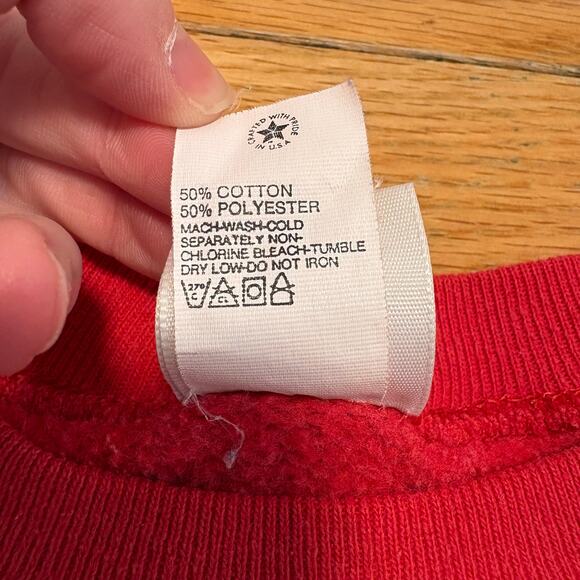 CRAFTED WITH PRIDE
IN U.S.A
50% COTTON
50% POLYESTER
MACH-WASH-COLD
SEPARATELY NON-
CHLORINE BLEACH-TUMBLE
DRY LOW-DO NOT IRON
CL